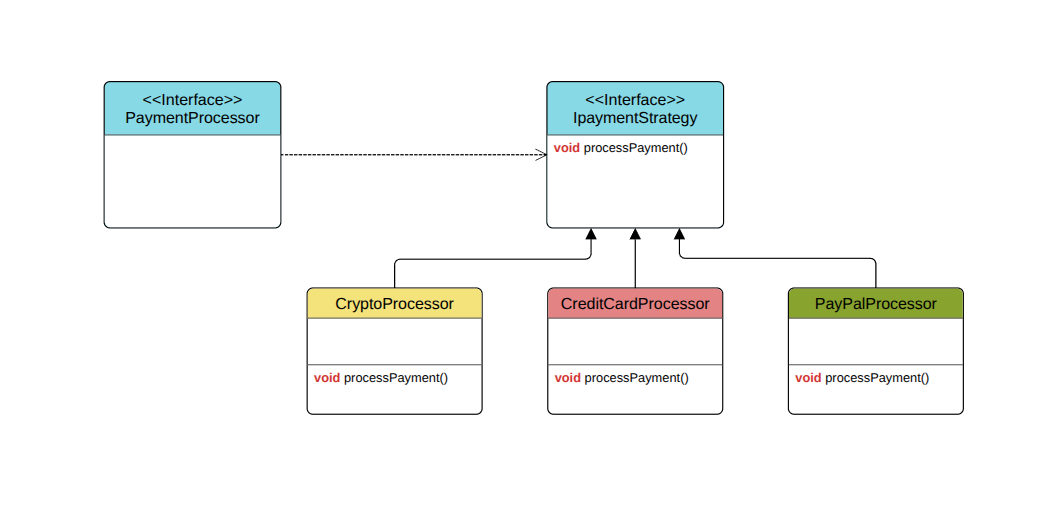 <<Interface>>
PaymentProcessor
<<Interface>>
IpaymentStrategy
void processPayment()
CryptoProcessor
void processPayment()
CreditCardProcessor
void processPayment()
PayPalProcessor
void processPayment()